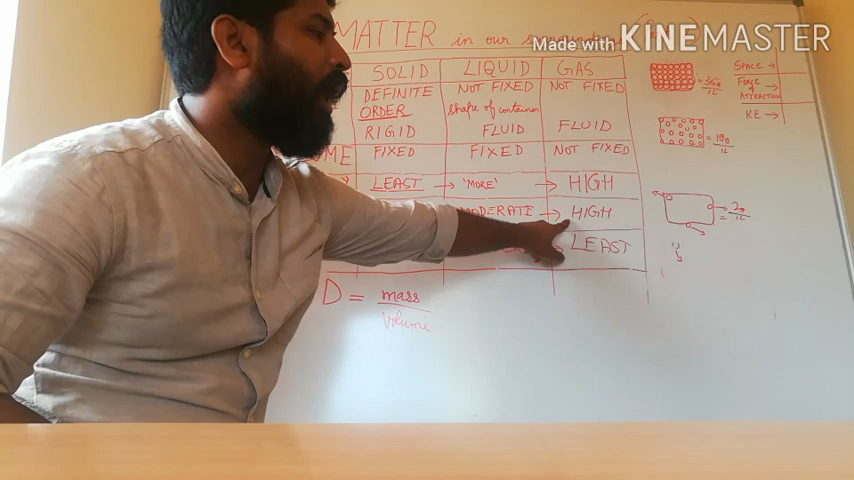 MATTER in our surroundings
Made with KINEMASTER
SOLID LIQUID GAS
DEFINITE NOT FIXED NOT FIXED
ORDER shape of container
RIGID FLUID FLUID
UME FIXED FIXED NOT FIXED
LEAST → 'MORE' → HIGH
MODERATE → HIGH
LEAST
D = mass
Volume
SPACE →
Force
of →
ATTRACTION
KE →